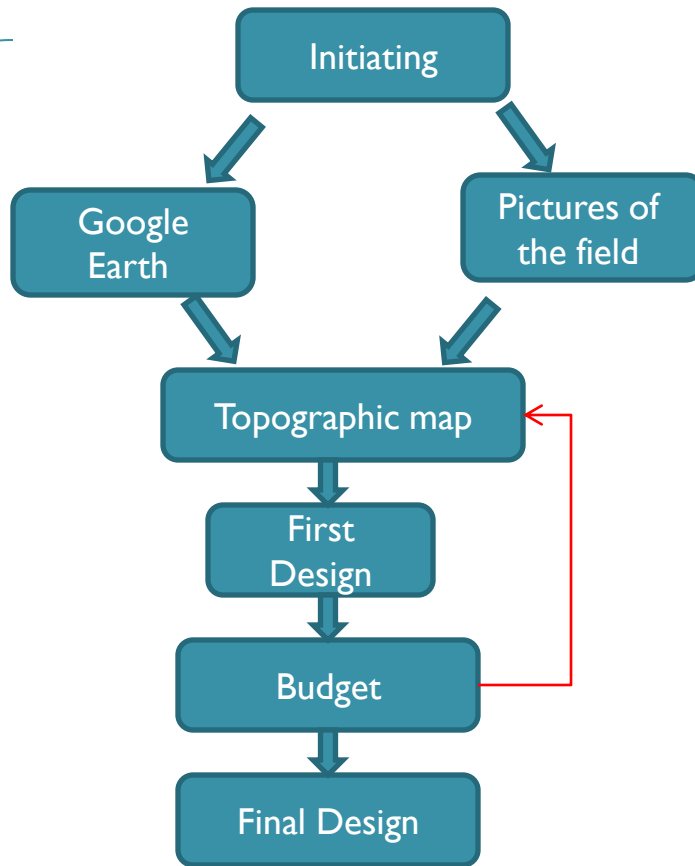 Initiating
Google
Earth
Pictures of
the field
Topographic map
First
Design
Budget
Final Design